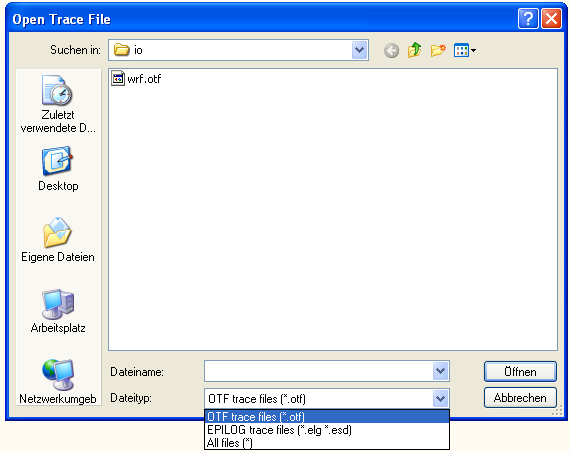 Open Trace File
Suchen in:
io
wrf.otf
Zuletzt
verwendete D...
Desktop
Eigene Dateien
Arbeitsplatz
Netzwerkumgeb
Dateiname:
Öffnen
Dateityp:
OTF trace files (*.otf)
Abbrechen
OTF trace files (*.otf)
EPILOG trace files (*.elg *.esd)
All files (*)